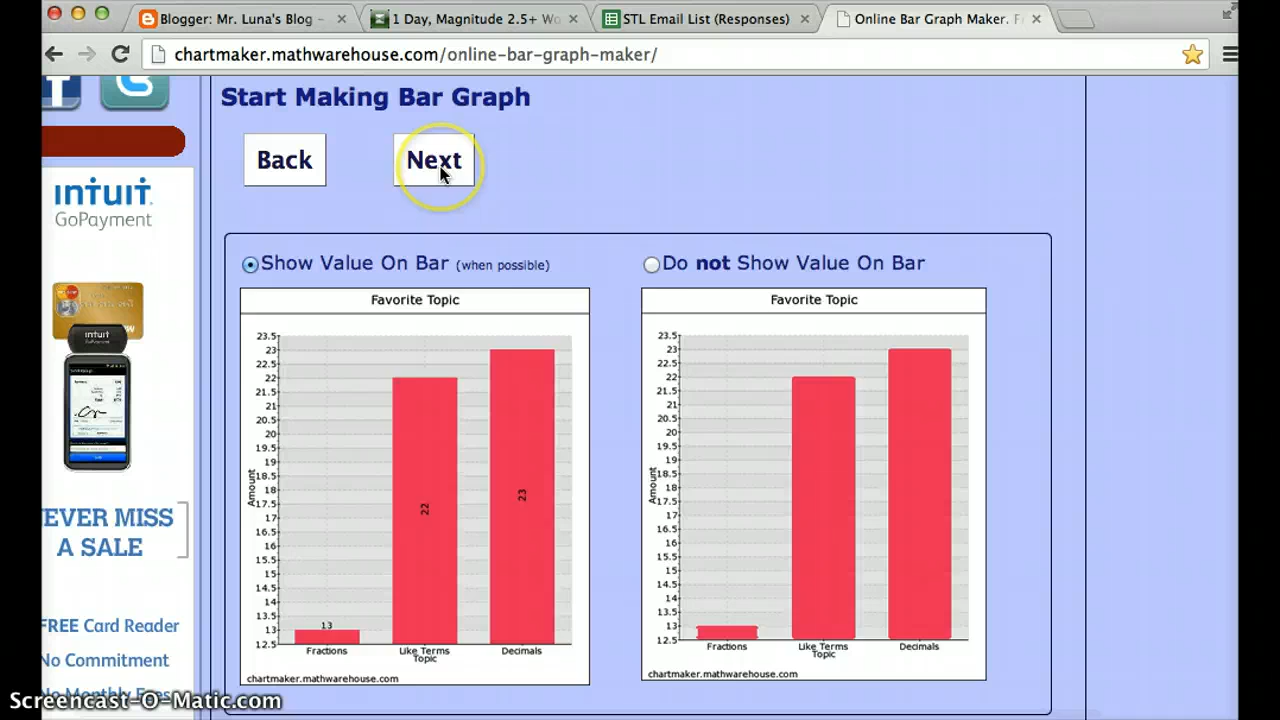 Blogger: Mr. Luna's Blog
1 Day, Magnitude 2.5+ Wo
STL Email List (Responses)
Online Bar Graph Maker. F
chartmaker.mathwarehouse.com/online-bar-graph-maker/
Start Making Bar Graph
Back
Next
INTUIT
GoPayment
INTUIT
EVER MISS
A SALE
FREE Card Reader
No Commitment
No Monthly Fees
Show Value On Bar (when possible)
Favorite Topic
23.5
23
22.5
22
21.5
21
20.5
20
19.5
19
18.5
18
17.5
17
16.5
16
15.5
15
14.5
14
13.5
13
12.5
Amount
13
22
23
Fractions
Like Terms
Decimals
Topic
chartmaker.mathwarehouse.com
Do not Show Value On Bar
Favorite Topic
23.5
23
22.5
22
21.5
21
20.5
20
19.5
19
18.5
18
17.5
17
16.5
16
15.5
15
14.5
14
13.5
13
12.5
Amount
Fractions
Like Terms
Decimals
Topic
chartmaker.mathwarehouse.com
Screencast-O-Matic.com